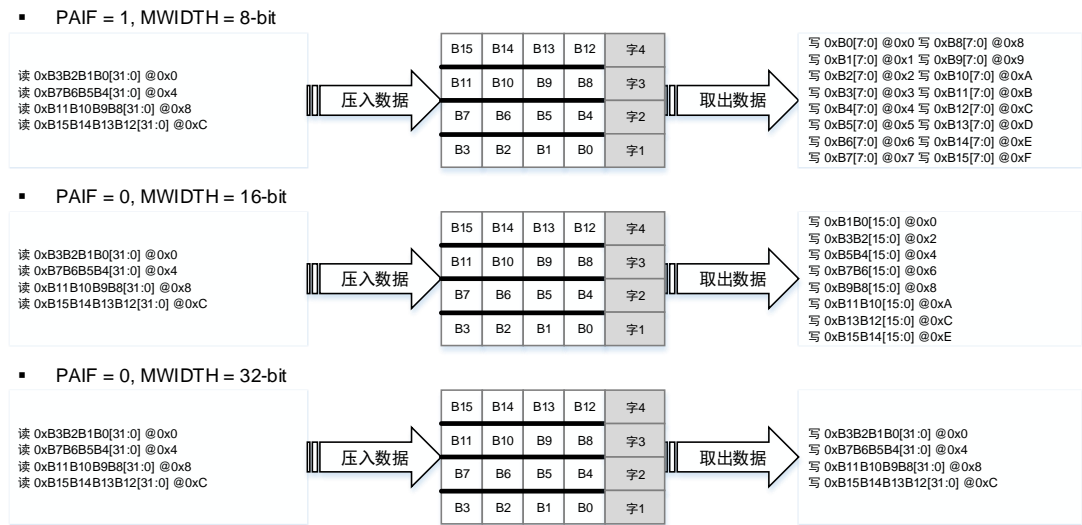 ▪ PAIF = 1, MWIDTH = 8-bit
读 0xB3B2B1B0[31:0] @0x0
读 0xB7B6B5B4[31:0] @0x4
读 0xB11B10B9B8[31:0] @0x8
读 0xB15B14B13B12[31:0] @0xC
压入数据
B15 B14 B13 B12 字4
B11 B10 B9 B8 字3
B7 B6 B5 B4 字2
B3 B2 B1 B0 字1
取出数据
写 0xB0[7:0] @0x0 写 0xB8[7:0] @0x8
写 0xB1[7:0] @0x1 写 0xB9[7:0] @0x9
写 0xB2[7:0] @0x2 写 0xB10[7:0] @0xA
写 0xB3[7:0] @0x3 写 0xB11[7:0] @0xB
写 0xB4[7:0] @0x4 写 0xB12[7:0] @0xC
写 0xB5[7:0] @0x5 写 0xB13[7:0] @0xD
写 0xB6[7:0] @0x6 写 0xB14[7:0] @0xE
写 0xB7[7:0] @0x7 写 0xB15[7:0] @0xF
▪ PAIF = 0, MWIDTH = 16-bit
读 0xB3B2B1B0[31:0] @0x0
读 0xB7B6B5B4[31:0] @0x4
读 0xB11B10B9B8[31:0] @0x8
读 0xB15B14B13B12[31:0] @0xC
压入数据
B15 B14 B13 B12 字4
B11 B10 B9 B8 字3
B7 B6 B5 B4 字2
B3 B2 B1 B0 字1
取出数据
写 0xB1B0[15:0] @0x0
写 0xB3B2[15:0] @0x2
写 0xB5B4[15:0] @0x4
写 0xB7B6[15:0] @0x6
写 0xB9B8[15:0] @0x8
写 0xB11B10[15:0] @0xA
写 0xB13B12[15:0] @0xC
写 0xB15B14[15:0] @0xE
▪ PAIF = 0, MWIDTH = 32-bit
读 0xB3B2B1B0[31:0] @0x0
读 0xB7B6B5B4[31:0] @0x4
读 0xB11B10B9B8[31:0] @0x8
读 0xB15B14B13B12[31:0] @0xC
压入数据
B15 B14 B13 B12 字4
B11 B10 B9 B8 字3
B7 B6 B5 B4 字2
B3 B2 B1 B0 字1
取出数据
写 0xB3B2B1B0[31:0] @0x0
写 0xB7B6B5B4[31:0] @0x4
写 0xB11B10B9B8[31:0] @0x8
写 0xB15B14B13B12[31:0] @0xC